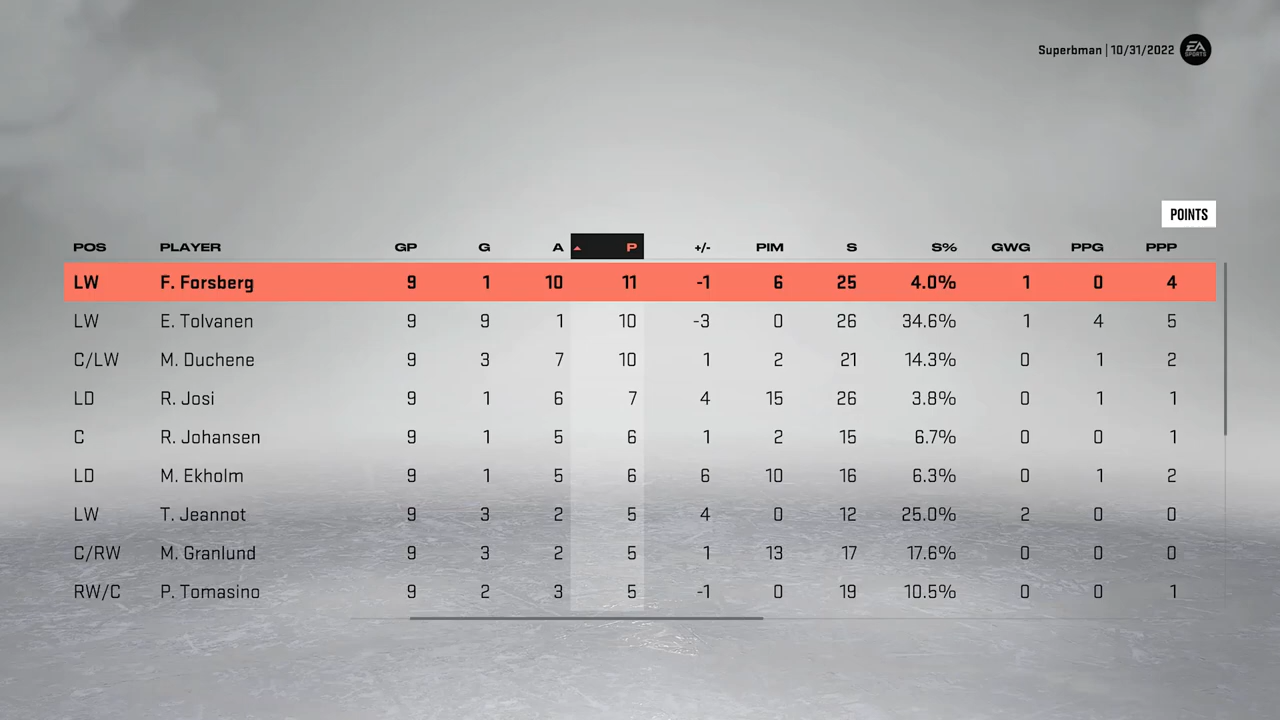 Superbman | 10/31/2022 EA SPORTS
POINTS
POS PLAYER GP G A P +/- PIM S S% GWG PPG PPP
LW F. Forsberg 9 1 10 11 -1 6 25 4.0% 1 0 4
LW E. Tolvanen 9 9 1 10 -3 0 26 34.6% 1 4 5
C/LW M. Duchene 9 3 7 10 1 2 21 14.3% 0 1 2
LD R. Josi 9 1 6 7 4 15 26 3.8% 0 1 1
C R. Johansen 9 1 5 6 1 2 15 6.7% 0 0 1
LD M. Ekholm 9 1 5 6 6 10 16 6.3% 0 1 2
LW T. Jeannot 9 3 2 5 4 0 12 25.0% 2 0 0
C/RW M. Granlund 9 3 2 5 1 13 17 17.6% 0 0 0
RW/C P. Tomasino 9 2 3 5 -1 0 19 10.5% 0 0 1